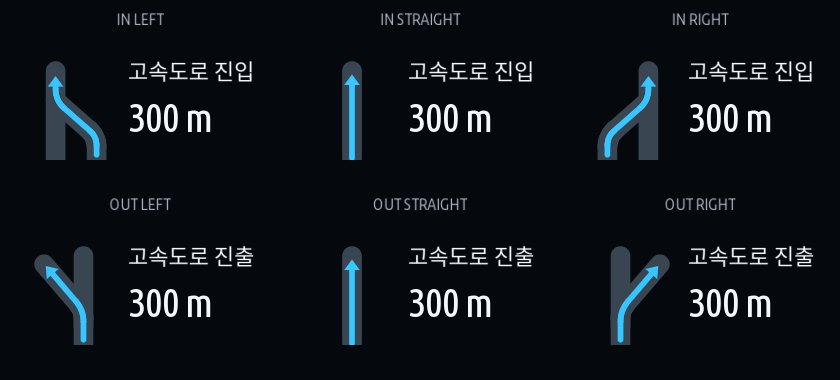 IN LEFT
IN STRAIGHT
IN RIGHT
고속도로 진입
300 m
고속도로 진입
300 m
고속도로 진입
300 m
OUT LEFT
OUT STRAIGHT
OUT RIGHT
고속도로 진출
300 m
고속도로 진출
300 m
고속도로 진출
300 m